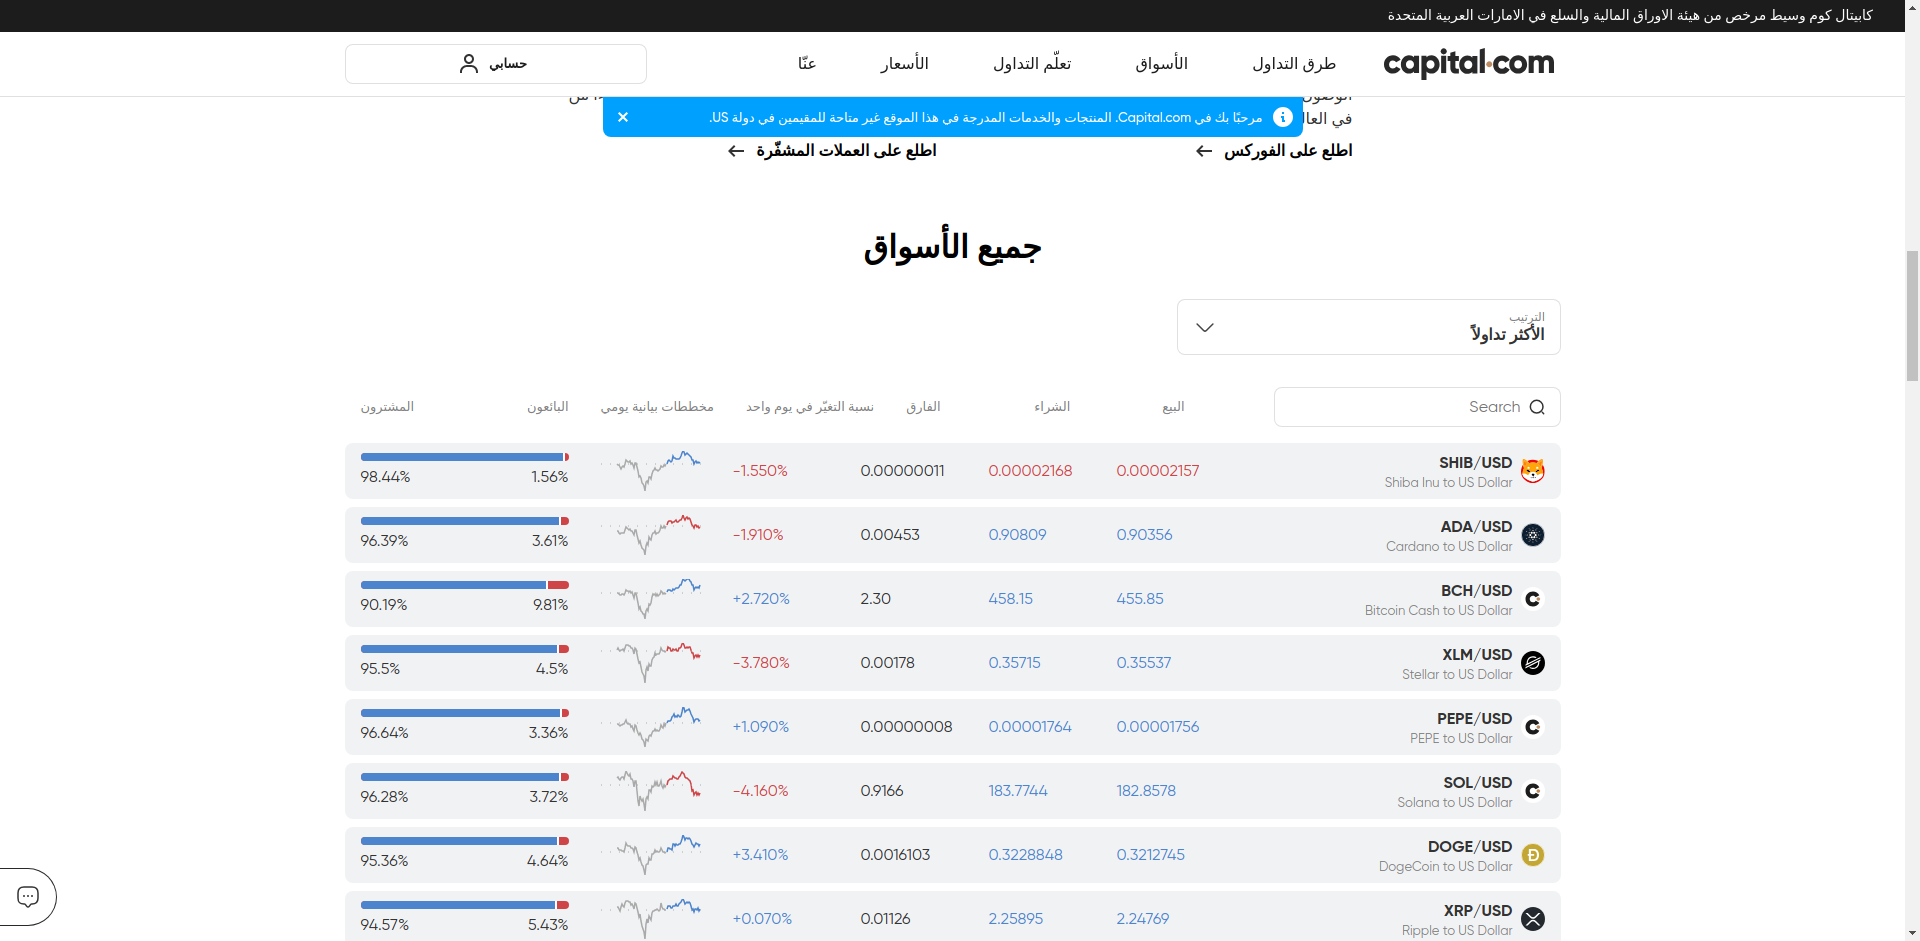 كابيتال كوم وسيط مرخص من هيئة الاوراق المالية والسلع في الامارات العربية المتحدة
capital.com
طرق التداول
الأسواق
تعلّم التداول
الأسعار
عنّا
حسابي
مرحبًا بك في Capital.com. المنتجات والخدمات المدرجة في هذا الموقع غير متاحة للمقيمين في دولة US.
اطلع على الفوركس
اطلع على العملات المشفّرة
جميع الأسواق
الترتيب
الأكثر تداولاً
Search
البيع
الشراء
الفارق
نسبة التغيّر في يوم واحد
مخططات بيانية يومي
البائعون
المشترون
SHIB/USD
Shiba Inu to US Dollar
0.00002157
0.00002168
0.00000011
-1.550%
1.56%
98.44%
ADA/USD
Cardano to US Dollar
0.90356
0.90809
0.00453
-1.910%
3.61%
96.39%
BCH/USD
Bitcoin Cash to US Dollar
455.85
458.15
2.30
+2.720%
9.81%
90.19%
XLM/USD
Stellar to US Dollar
0.35537
0.35715
0.00178
-3.780%
4.5%
95.5%
PEPE/USD
PEPE to US Dollar
0.00001756
0.00001764
0.00000008
+1.090%
3.36%
96.64%
SOL/USD
Solana to US Dollar
182.8578
183.7744
0.9166
-4.160%
3.72%
96.28%
DOGE/USD
DogeCoin to US Dollar
0.3212745
0.3228848
0.0016103
+3.410%
4.64%
95.36%
XRP/USD
Ripple to US Dollar
2.24769
2.25895
0.01126
+0.070%
5.43%
94.57%